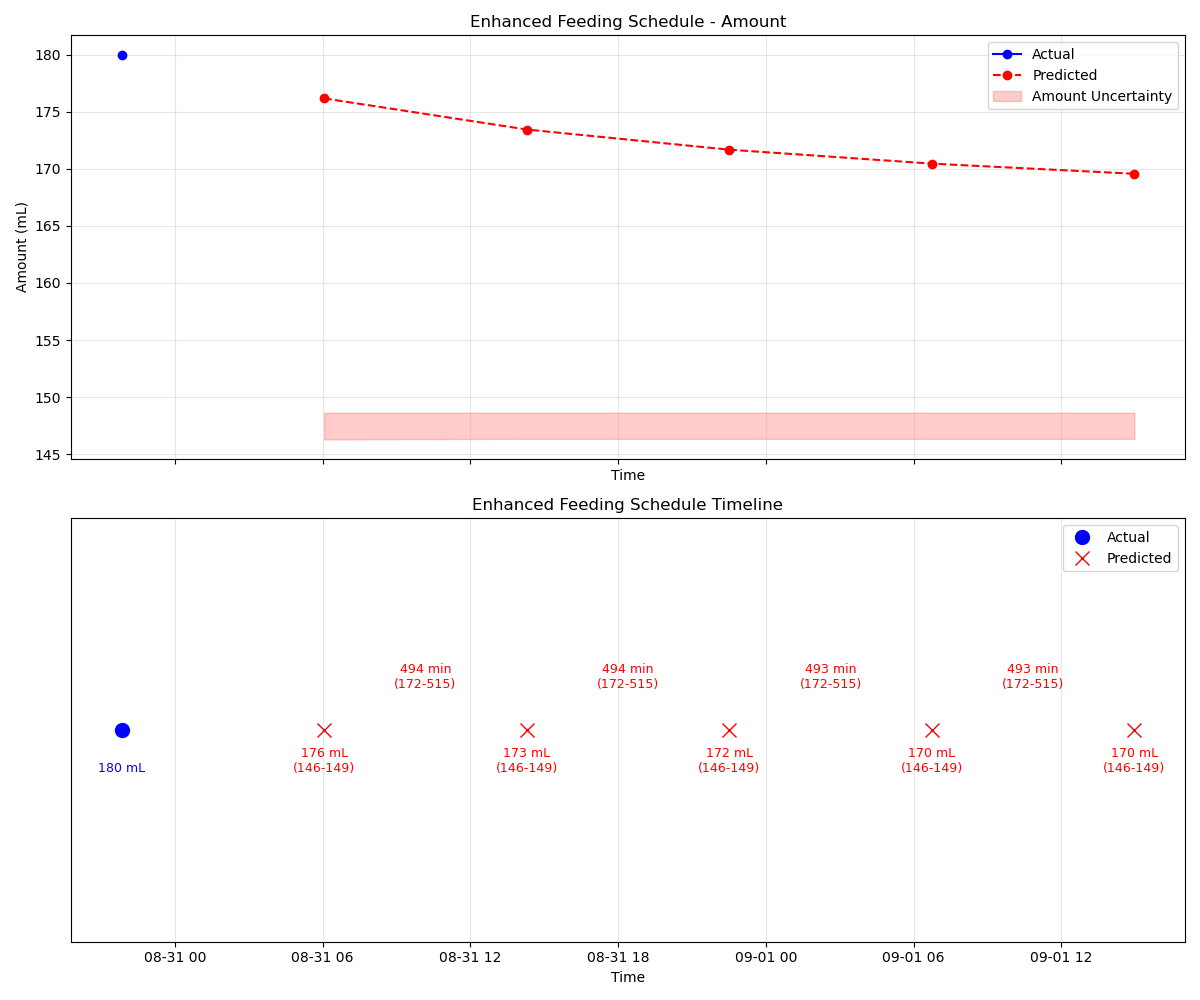 Enhanced Feeding Schedule - Amount
180
175
170
165
160
155
150
145
Amount (mL)
Actual
Predicted
Amount Uncertainty
Time
Enhanced Feeding Schedule Timeline
Actual
Predicted
494 min
(172-515)
494 min
(172-515)
493 min
(172-515)
493 min
(172-515)
180 mL
176 mL
(146-149)
173 mL
(146-149)
172 mL
(146-149)
170 mL
(146-149)
170 mL
(146-149)
08-31 00
08-31 06
08-31 12
08-31 18
09-01 00
09-01 06
09-01 12
Time